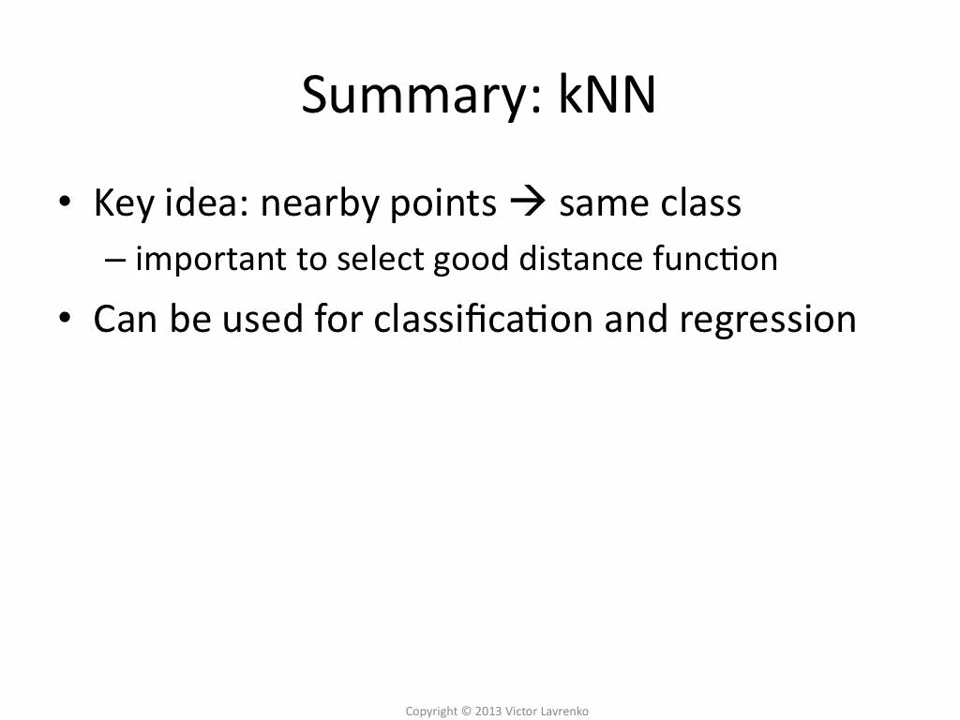 Summary: kNN
• Key idea: nearby points → same class
– important to select good distance function
• Can be used for classification and regression
Copyright © 2013 Victor Lavrenko